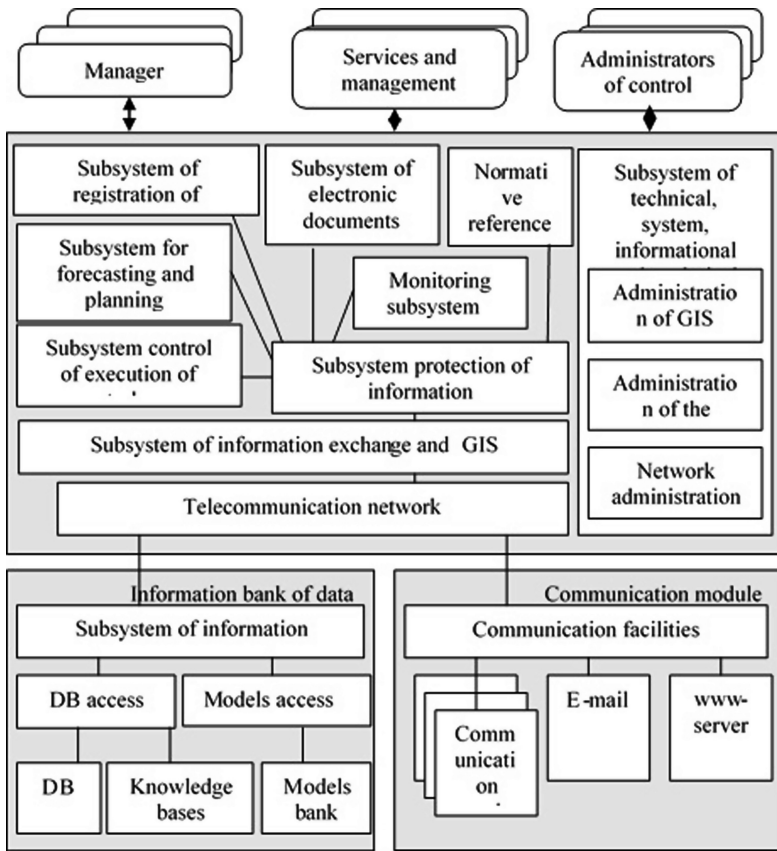 Manager
Services and
management
Administrators
of control
Subsystem of
registration of
Subsystem of
electronic
documents
Normati
ve
reference
Subsystem of
technical,
system,
informational
Subsystem for
forecasting and
planning
Monitoring
subsystem
Administratio
n of GIS
Subsystem control
of execution of
Subsystem protection of
information
Administratio
n of the
Subsystem of information exchange and GIS
Network
administration
Telecommunication network
Information bank of data
Subsystem of information
DB access
Models access
DB
Knowledge
bases
Models
bank
Communication module
Communication facilities
Comm
unicati
on
E-mail
www-
server